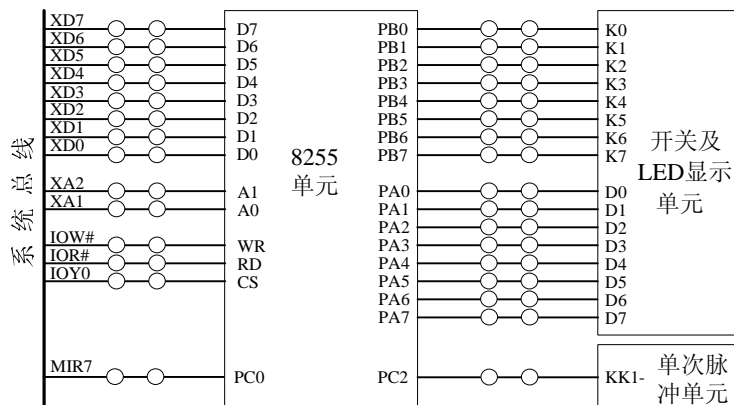 系统总线
XD7
XD6
XD5
XD4
XD3
XD2
XD1
XD0
XA2
XA1
IOW#
IOR#
IOY0
MIR7
D7
D6
D5
D4
D3
D2
D1
D0
A1
A0
WR
RD
CS
PC0
8255
单元
PB0
PB1
PB2
PB3
PB4
PB5
PB6
PB7
PA0
PA1
PA2
PA3
PA4
PA5
PA6
PA7
PC2
K0
K1
K2
K3
K4
K5
K6
K7
D0
D1
D2
D3
D4
D5
D6
D7
开关及
LED显示
单元
KK1-
单次脉
冲单元